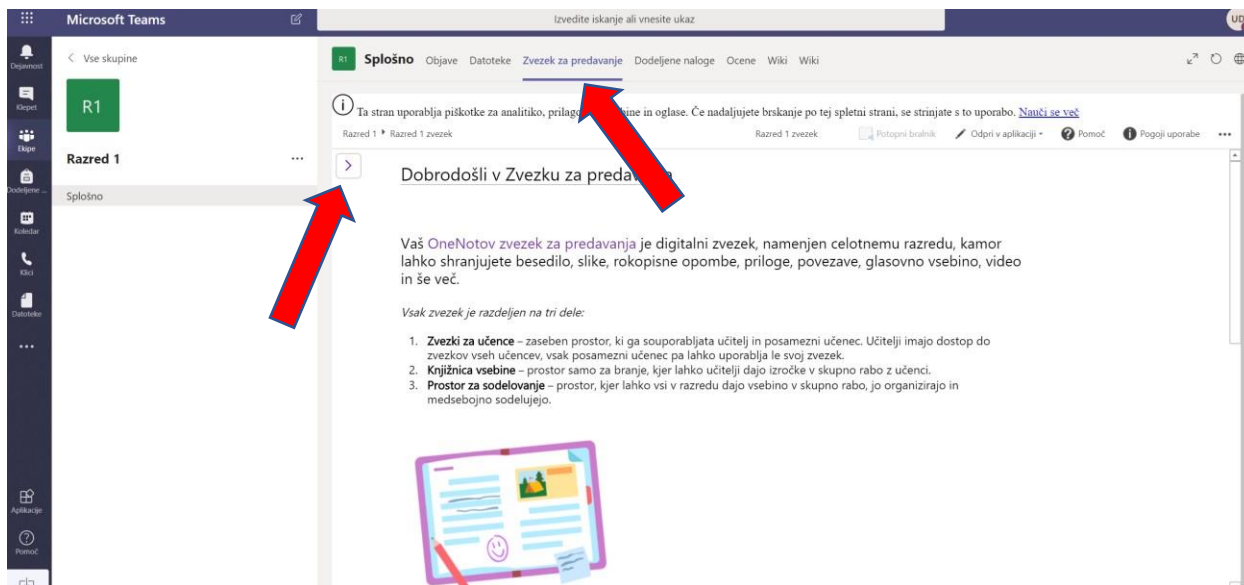 Microsoft Teams
Izvedite iskanje ali vnesite ukaz
UD
Dejavnost
Klepet
Ekipe
Dodeljene ...
Koledar
Klici
Datoteke
Aplikacije
Pomoč
Vse skupine
R1
Razred 1
Splošno
R1 Splošno Objave Datoteke Zvezek za predavanje Dodeljene naloge Ocene Wiki Wiki
Ta stran uporablja piškotke za analitiko, in oglase. Če nadaljujete brskanje po tej spletni strani, se strinjate s to uporabo. Nauči se več
Razred 1 Razred 1 zvezek
Razred 1 zvezek Potopni bralnik Odpri v aplikaciji Pomoč Pogoji uporabe
Dobrodošli v Zvezku za
Vaš OneNotov zvezek za predavanja je digitalni zvezek, namenjen celotnemu razredu, kamor
lahko shranjujete besedilo, slike, rokopisne opombe, priloge, povezave, glasovno vsebino, video
in še več.
Vsak zvezek je razdeljen na tri dele:
1. Zvezki za učence – zaseben prostor, ki ga souporabljata učitelj in posamezni učenec. Učitelji imajo dostop do
zvezkov vseh učencev, vsak posamezni učenec pa lahko uporablja le svoj zvezek.
2. Knjižnica vsebine – prostor samo za branje, kjer lahko učitelji dajo izročke v skupno rabo z učenci.
3. Prostor za sodelovanje – prostor, kjer lahko vsi v razredu dajo vsebino v skupno rabo, jo organizirajo in
medsebojno sodelujejo.